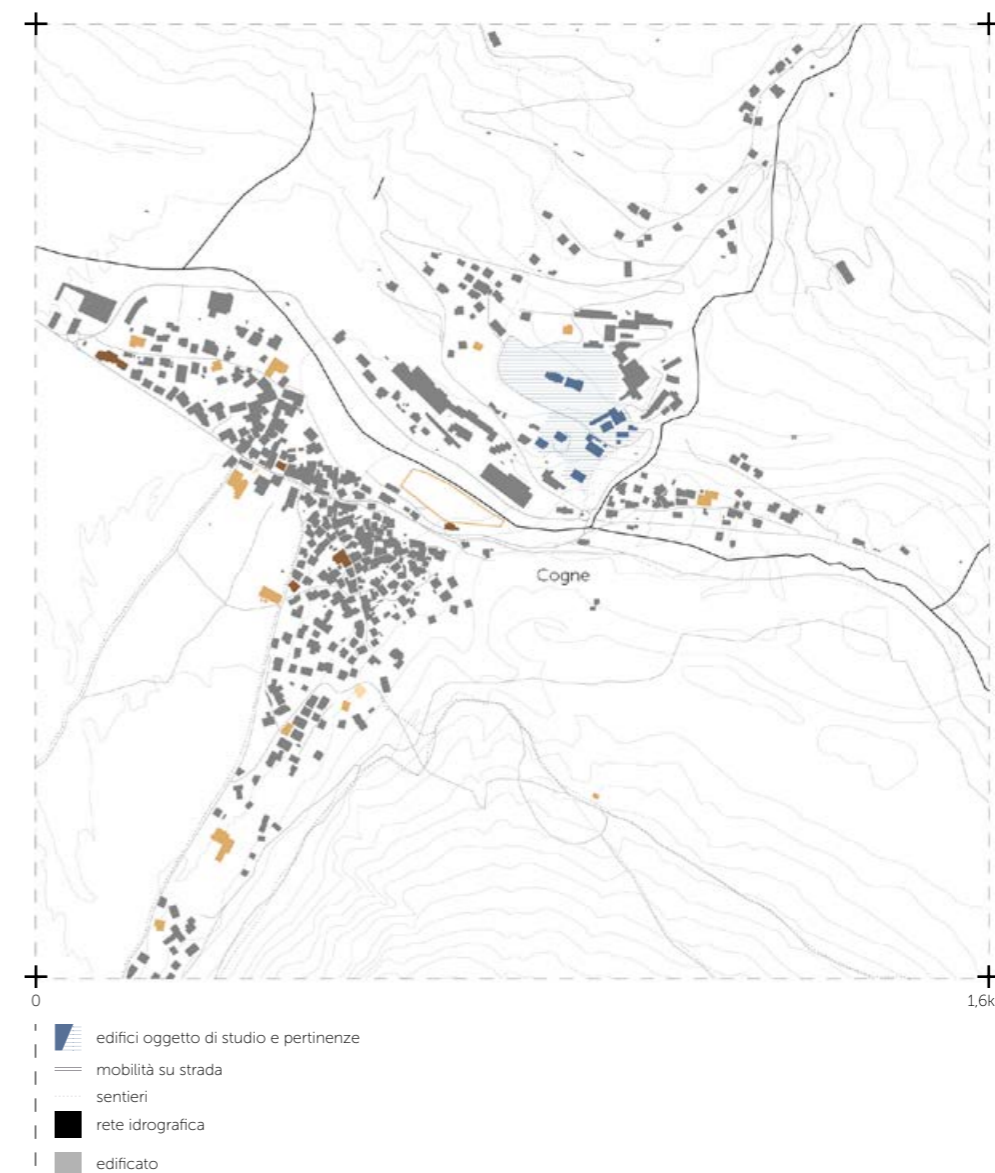 Cogne
0
1,6k
edifici oggetto di studio e pertinenze
mobilità su strada
sentieri
rete idrografica
edificato